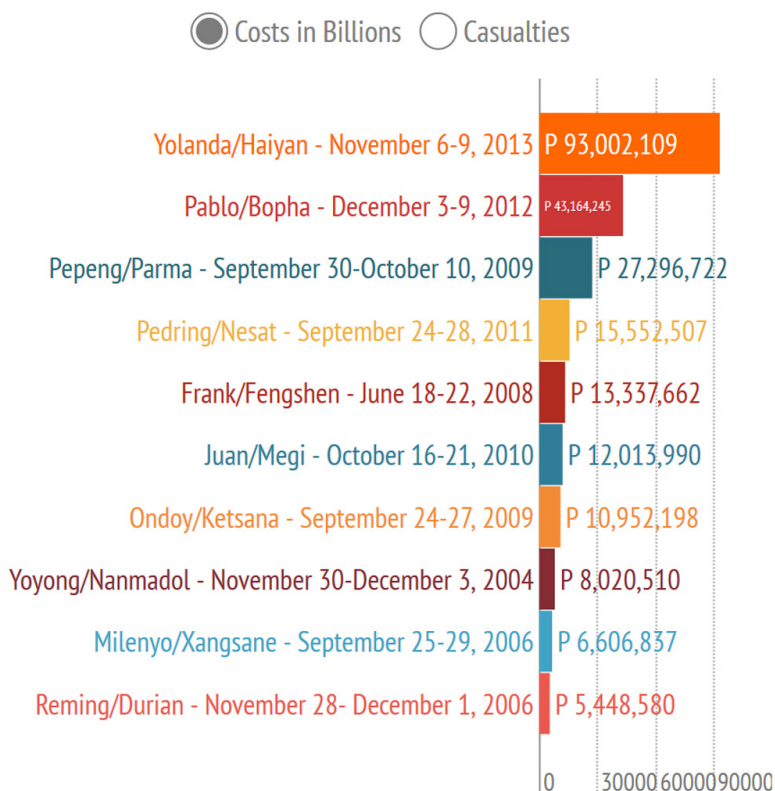 Costs in Billions Casualties
Yolanda/Haiyan - November 6-9, 2013 P 93,002,109
Pablo/Bopha - December 3-9, 2012 P 43,164,245
Pepeng/Parma - September 30-October 10, 2009 P 27,296,722
Pedring/Nesat - September 24-28, 2011 P 15,552,507
Frank/Fengshen - June 18-22, 2008 P 13,337,662
Juan/Megi - October 16-21, 2010 P 12,013,990
Ondoy/Ketsana - September 24-27, 2009 P 10,952,198
Yoyong/Nanmadol - November 30-December 3, 2004 P 8,020,510
Milenyo/Xangsane - September 25-29, 2006 P 6,606,837
Reming/Durian - November 28- December 1, 2006 P 5,448,580
0